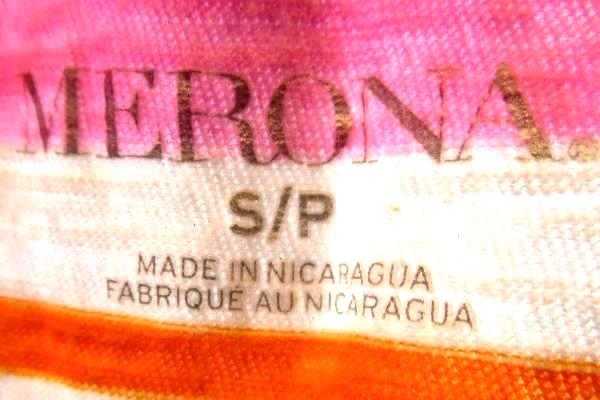 MERONA
S/P
MADE IN NICARAGUA
FABRIQUÉ AU NICARAGUA